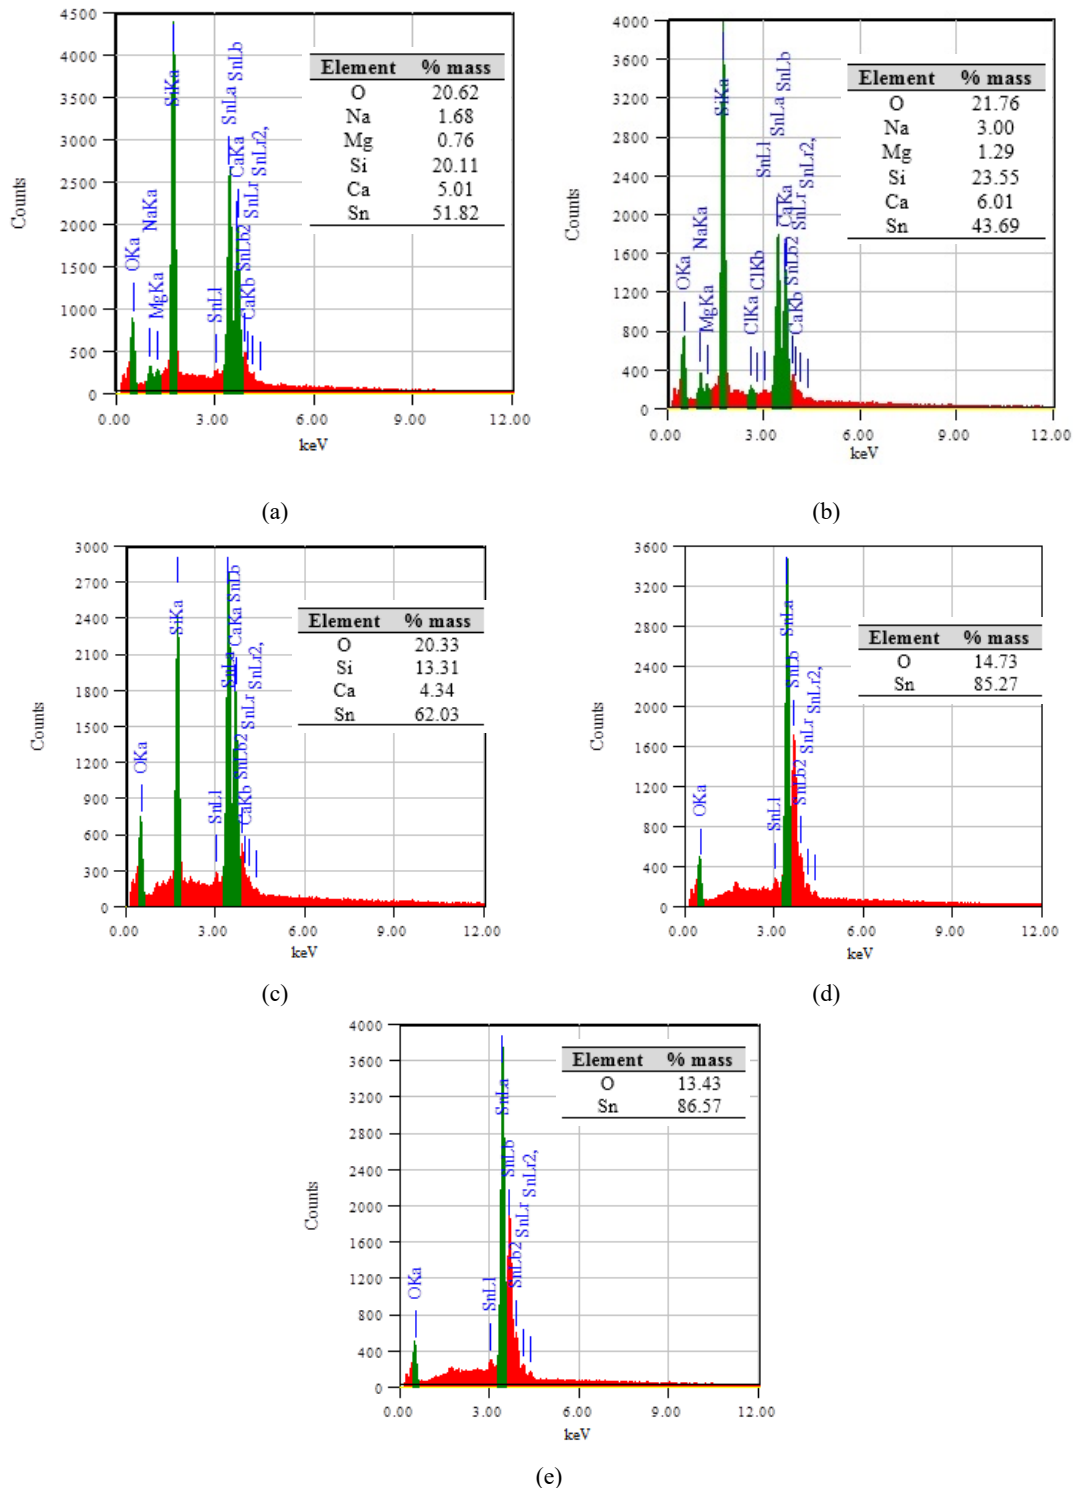 4500
4000
3500
3000
2500
2000
1500
1000
500
0
Counts
OKa
NaKa
MgKa
SiKa
SnLl
SnLa
SnLb
CaKa
SnLb2
SnLr
SnLr2,
CaKb
Element % mass
O 20.62
Na 1.68
Mg 0.76
Si 20.11
Ca 5.01
Sn 51.82
0.00 3.00 6.00 9.00 12.00
keV
(a)
4000
3600
3200
2800
2400
2000
1600
1200
800
400
0
Counts
OKa
NaKa
MgKa
SiKa
ClKa
ClKb
SnLl
SnLa
SnLb
CaKa
SnLb2
SnLr
SnLr2,
CaKb
Element % mass
O 21.76
Na 3.00
Mg 1.29
Si 23.55
Ca 6.01
Sn 43.69
0.00 3.00 6.00 9.00 12.00
keV
(b)
3000
2700
2400
2100
1800
1500
1200
900
600
300
0
Counts
OKa
SiKa
SnLl
SnLa
CaKa
SnLb
SnLb2
SnLr
SnLr2,
CaKb
Element % mass
O 20.33
Si 13.31
Ca 4.34
Sn 62.03
0.00 3.00 6.00 9.00 12.00
keV
(c)
3600
3200
2800
2400
2000
1600
1200
800
400
0
Counts
OKa
SnLl
SnLa
SnLb
SnLb2
SnLr
SnLr2,
Element % mass
O 14.73
Sn 85.27
0.00 3.00 6.00 9.00 12.00
keV
(d)
4000
3600
3200
2800
2400
2000
1600
1200
800
400
0
Counts
OKa
SnLl
SnLa
SnLb
SnLb2
SnLr
SnLr2,
Element % mass
O 13.43
Sn 86.57
0.00 3.00 6.00 9.00 12.00
keV
(e)